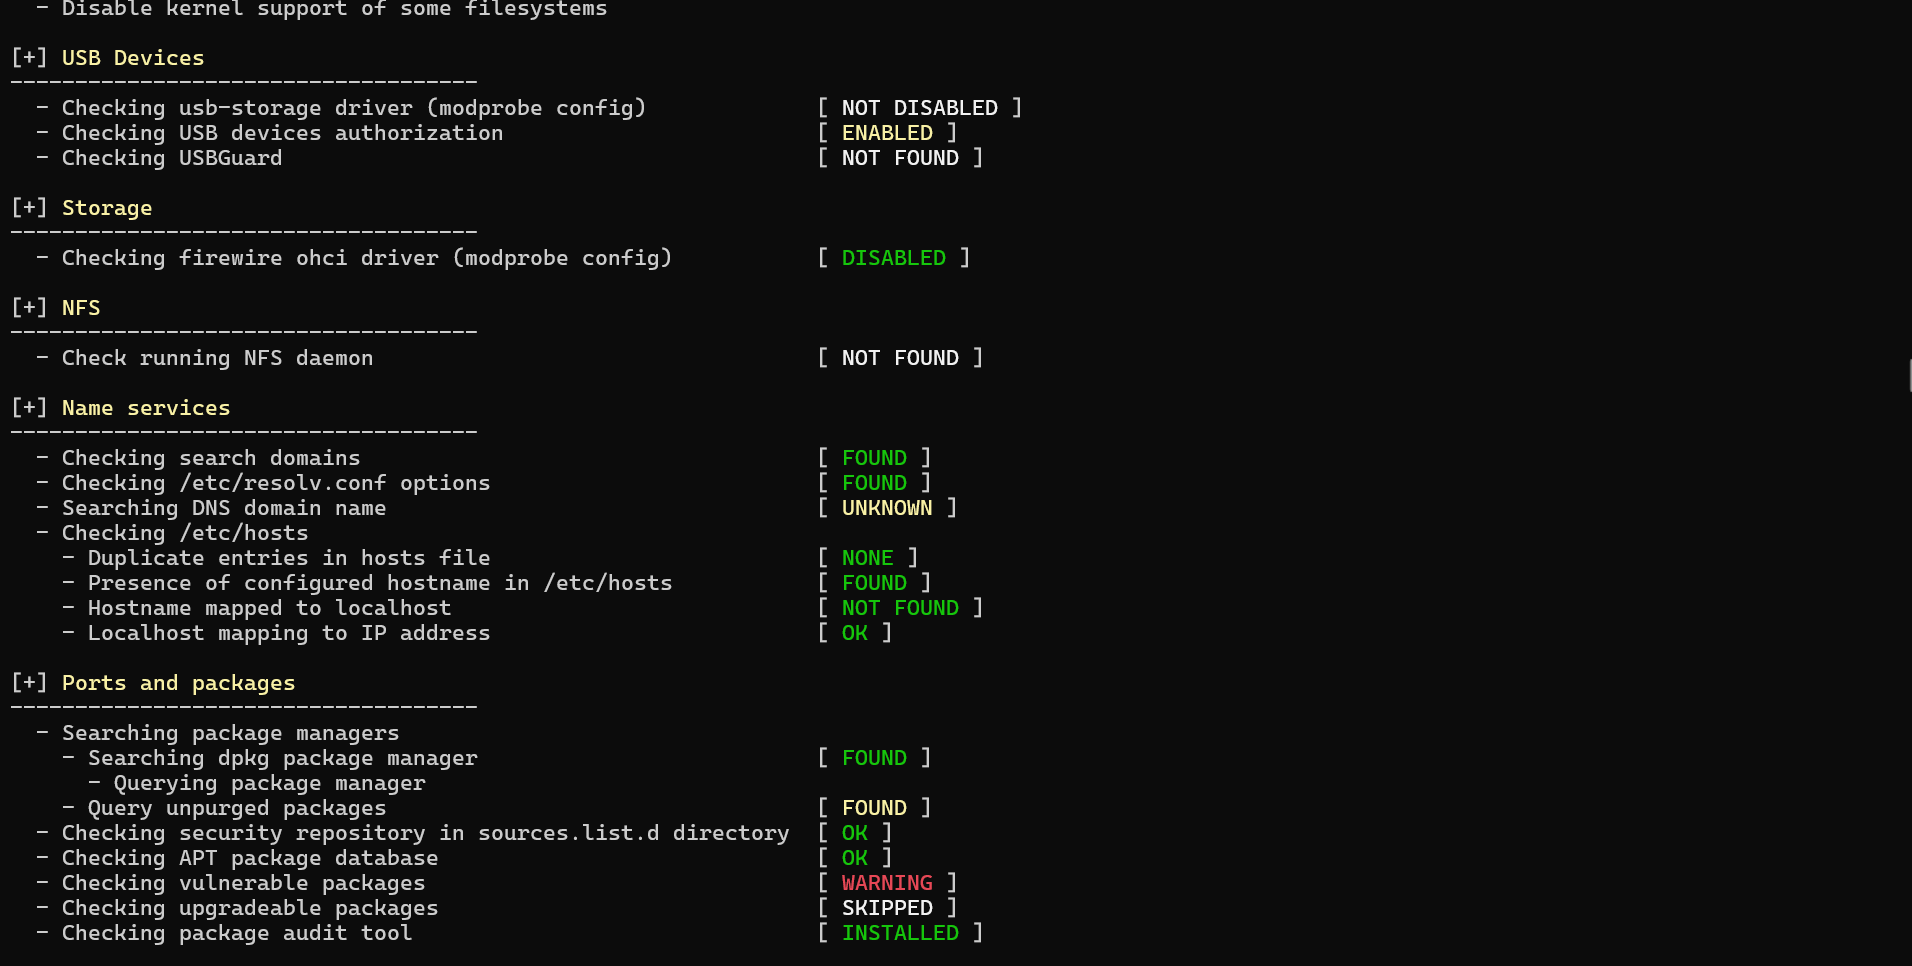 - Disable kernel support of some filesystems

[+] USB Devices
------------------------------------
  - Checking usb-storage driver (modprobe config)             [ NOT DISABLED ]
  - Checking USB devices authorization                        [ ENABLED ]
  - Checking USBGuard                                         [ NOT FOUND ]

[+] Storage
------------------------------------
  - Checking firewire ohci driver (modprobe config)           [ DISABLED ]

[+] NFS
------------------------------------
  - Check running NFS daemon                                  [ NOT FOUND ]

[+] Name services
------------------------------------
  - Checking search domains                                   [ FOUND ]
  - Checking /etc/resolv.conf options                         [ FOUND ]
  - Searching DNS domain name                                 [ UNKNOWN ]
  - Checking /etc/hosts
    - Duplicate entries in hosts file                         [ NONE ]
    - Presence of configured hostname in /etc/hosts           [ FOUND ]
    - Hostname mapped to localhost                            [ NOT FOUND ]
    - Localhost mapping to IP address                         [ OK ]

[+] Ports and packages
------------------------------------
  - Searching package managers
    - Searching dpkg package manager                          [ FOUND ]
      - Querying package manager
    - Query unpurged packages                                 [ FOUND ]
  - Checking security repository in sources.list.d directory  [ OK ]
  - Checking APT package database                             [ OK ]
  - Checking vulnerable packages                              [ WARNING ]
  - Checking upgradeable packages                             [ SKIPPED ]
  - Checking package audit tool                               [ INSTALLED ]